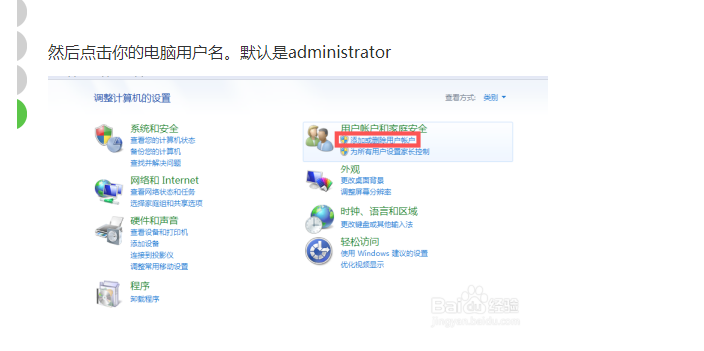 然后点击你的电脑用户名。默认是administrator
调整计算机的设置
查看方式: 类别
系统和安全
查看您的计算机状态
备份您的计算机
查找并解决问题
网络和 Internet
查看网络状态和任务
选择家庭组和共享选项
硬件和声音
查看设备和打印机
添加设备
连接到投影仪
调整常用移动设置
程序
卸载程序
用户帐户和家庭安全
添加或删除用户帐户
为所有用户设置家长控制
外观
更改桌面背景
调整屏幕分辨率
时钟、语言和区域
更改键盘或其他输入法
轻松访问
使用 Windows 建议的设置
优化视频显示
Baidu 经验
jingyan.baidu.com